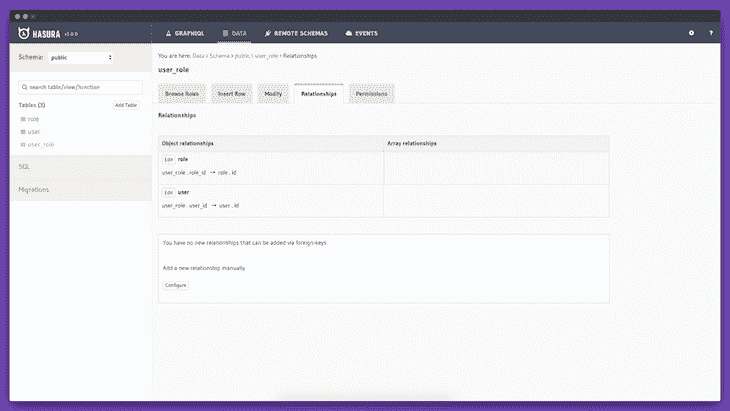 HASURA v1.0.0
GRAPHIQL
DATA
REMOTE SCHEMAS
EVENTS
?
Schema: public
search table/view/function
Tables (3)
Add Table
role
user
user_role
SQL
Migrations
You are here: Data > Schema > public > user_role > Relationships
user_role
Browse Rows
Insert Row
Modify
Relationships
Permissions
Relationships
Object relationships
Array relationships
Edit role
user_role . role_id → role . id
Edit user
user_role . user_id → user . id
You have no new relationships that can be added via foreign-keys
Add a new relationship manually
Configure